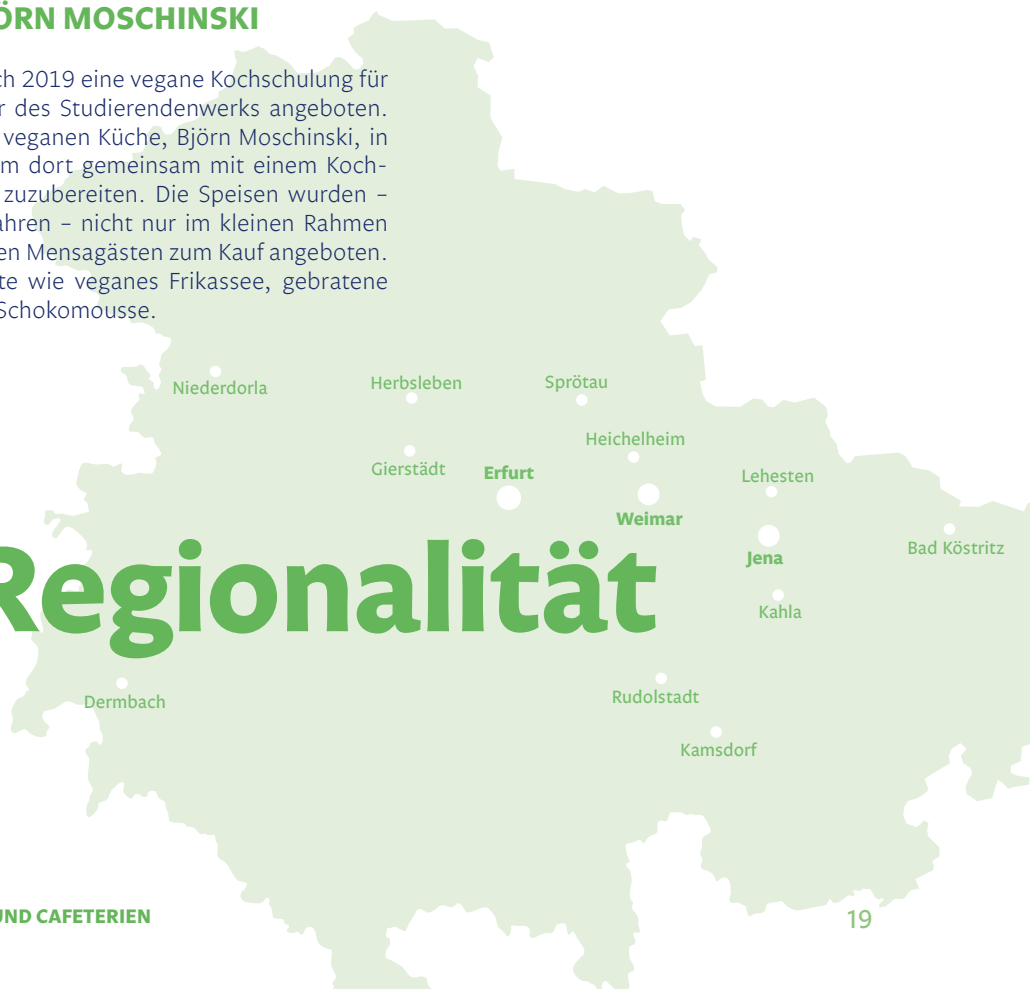 ÖRN MOSCHINSKI
ch 2019 eine vegane Kochschulung für
r des Studierendenwerks angeboten.
veganen Küche, Björn Moschinski, in
m dort gemeinsam mit einem Koch-
zuzubereiten. Die Speisen wurden –
ahren – nicht nur im kleinen Rahmen
en Mensagästen zum Kauf angeboten.
te wie veganes Frikassee, gebratene
Schokomousse.
Niederdorla
Herbsleben
Sprötau
Heichelheim
Gierstädt
Erfurt
Lehesten
Weimar
Bad Köstritz
Jena
Regionalität
Kahla
Dermbach
Rudolstadt
Kamsdorf
UND CAFETERIEN
19